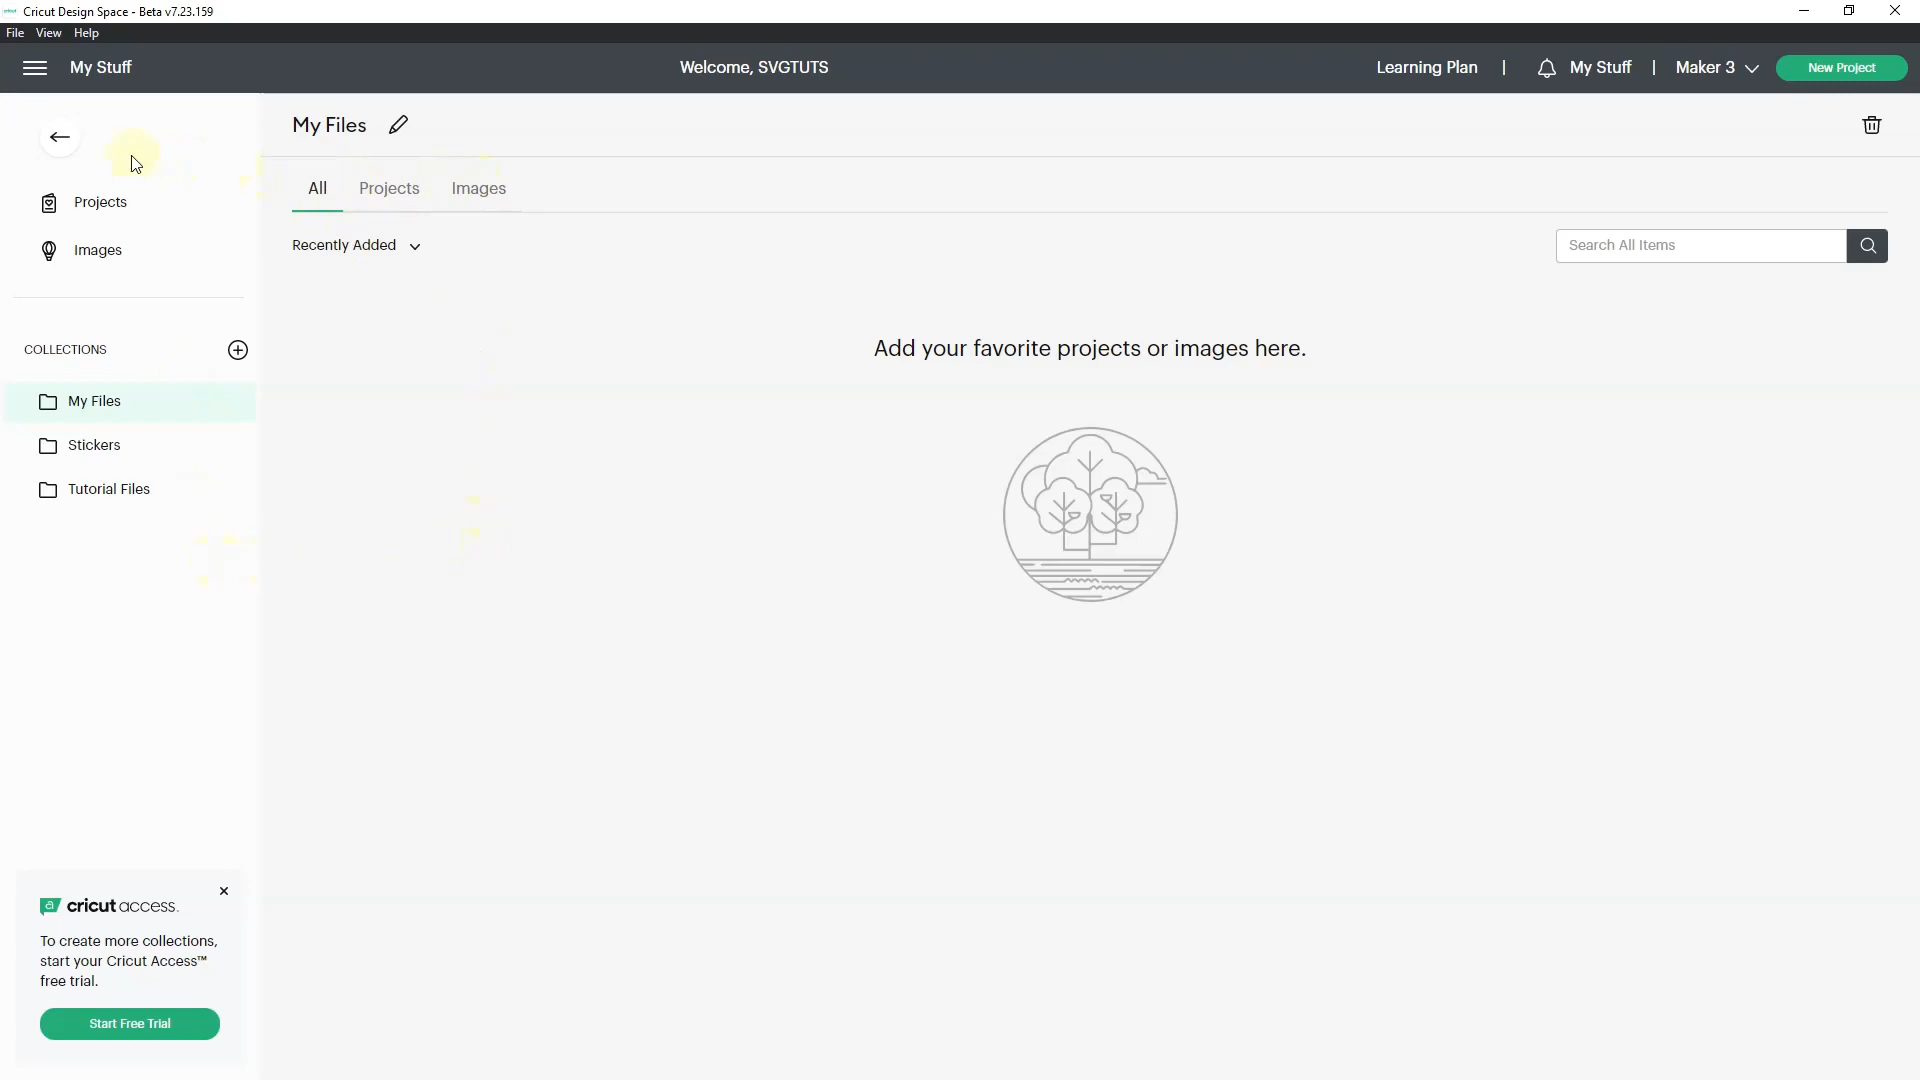 Cricut Design Space - Beta v7.23.159
File View Help
My Stuff
Welcome, SVGTUTS
Learning Plan | My Stuff | Maker 3
New Project
My Files
Projects
Images
All Projects Images
Recently Added
Search All Items
COLLECTIONS
My Files
Stickers
Tutorial Files
Add your favorite projects or images here.
cricut access.
To create more collections,
start your Cricut Access™
free trial.
Start Free Trial